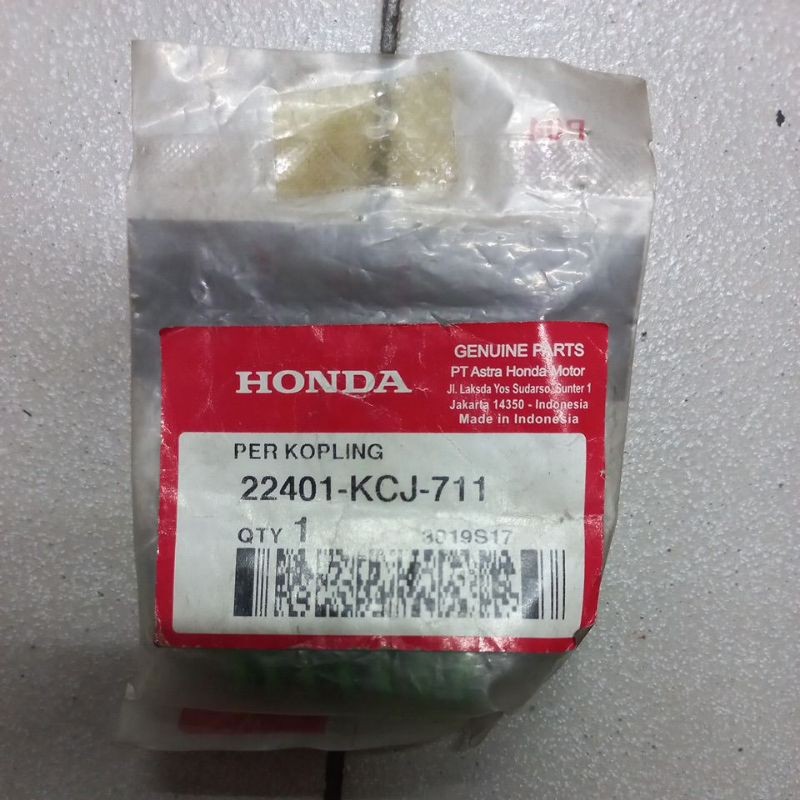 HONDA
GENUINE PARTS
PT Astra Honda Motor
Jl. Laksda Yos Sudarso, Sunter 1
Jakarta 14350 - Indonesia
Made in Indonesia
PER KOPLING
22401-KCJ-711
QTY 1 3019S17